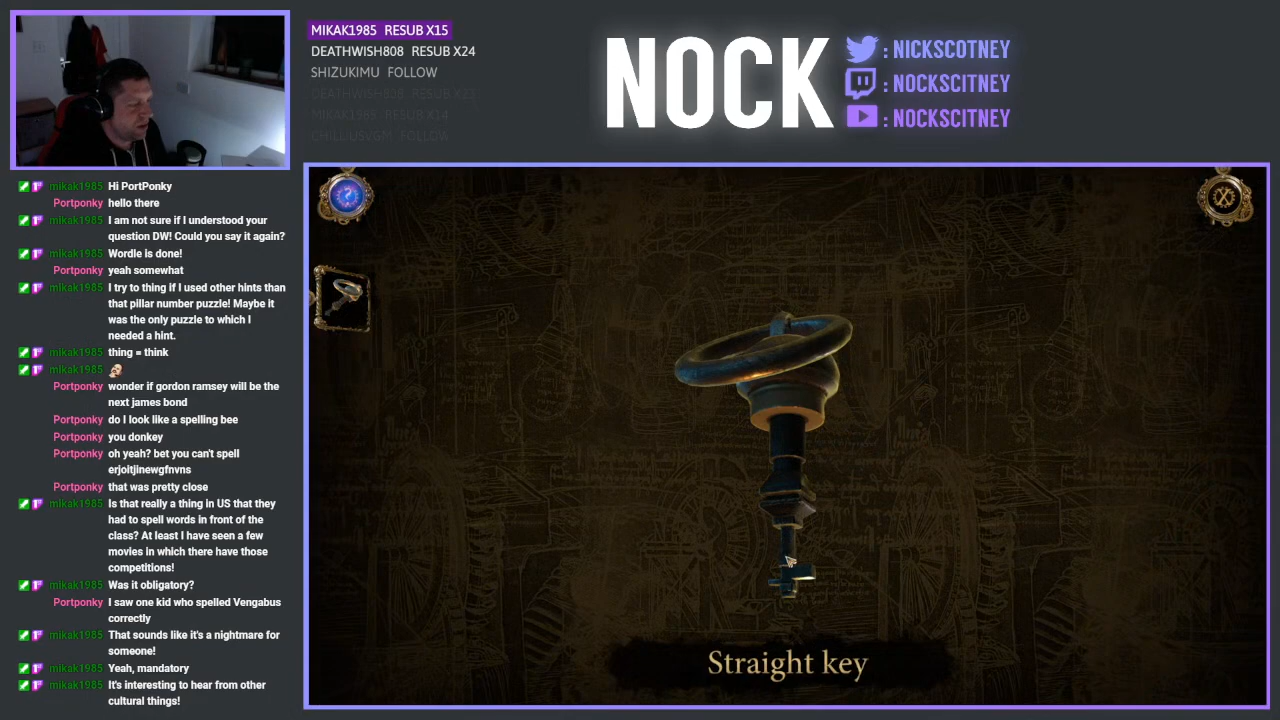 MIKAK1985 RESUB X15
DEATHWISH808 RESUB X24
SHIZUKIMU FOLLOW
DEATHWISH808 RESUB X23
MIKAK1985 RESUB X14
NOCK
: NICKSCOTNEY
: NOCKSCITNEY
: NOCKSCITNEY
mikak1985 Hi PortPonky
Portponky hello there
mikak1985 I am not sure if I understood your
question DW! Could you say it again?
mikak1985 Wordle is done!
Portponky yeah somewhat
mikak1985 I try to thing if I used other hints than
that pillar number puzzle! Maybe it
was the only puzzle to which I
needed a hint.
mikak1985 thing = think
mikak1985
Portponky wonder if gordon ramsey will be the
next james bond
Portponky do I look like a spelling bee
Portponky you donkey
Portponky oh yeah? bet you can't spell
erjoitjinewgfnvns
Portponky that was pretty close
mikak1985 Is that really a thing in US that they
had to spell words in front of the
class? At least I have seen a few
movies in which there have those
competitions!
mikak1985 Was it obligatory?
Portponky I saw one kid who spelled Vengabus
correctly
mikak1985 That sounds like it's a nightmare for
someone!
mikak1985 Yeah, mandatory
mikak1985 It's interesting to hear from other
cultural things!
Straight key